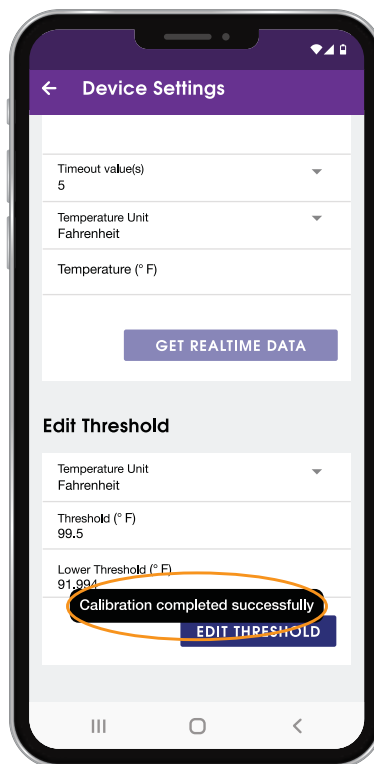 Device Settings
Timeout value(s)
5
Temperature Unit
Fahrenheit
Temperature (° F)
GET REALTIME DATA
Edit Threshold
Temperature Unit
Fahrenheit
Threshold (° F)
99.5
Lower Threshold (° F)
91.994
Calibration completed successfully
EDIT THRESHOLD